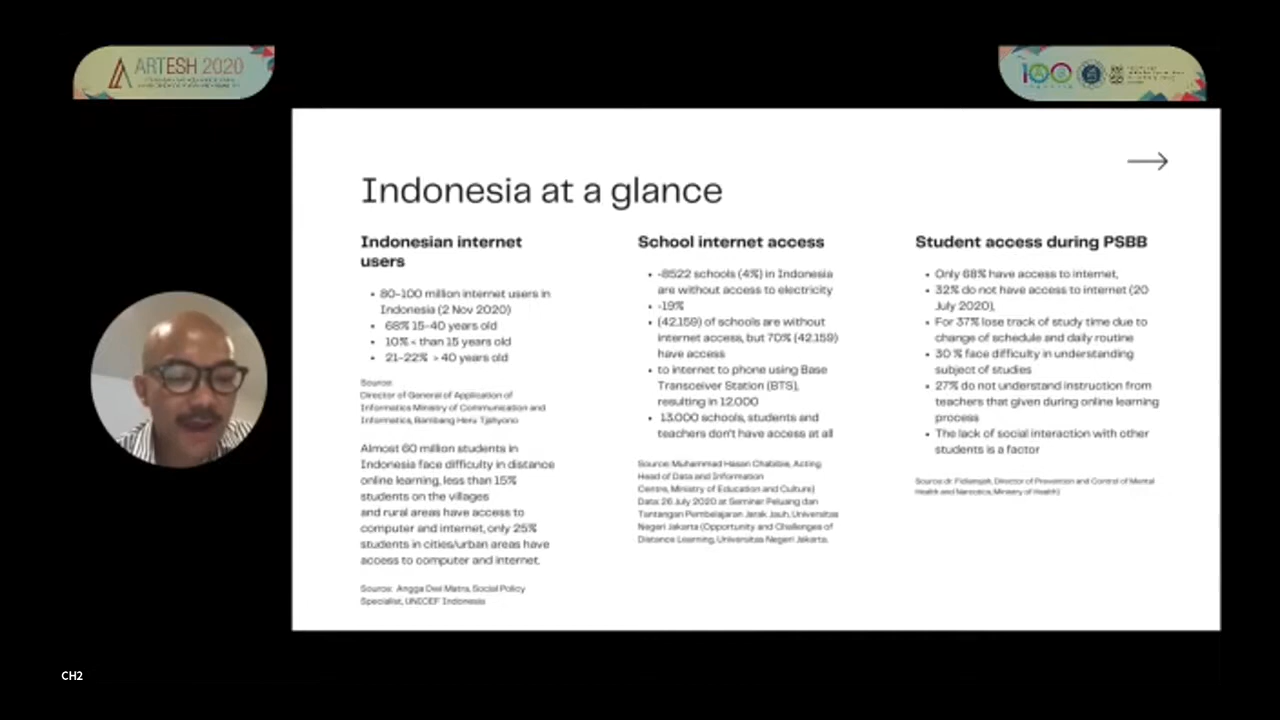 ARTESH 2020
100
Indonesia at a glance
Indonesian internet
users
• 80-100 million internet users in
Indonesia (2 Nov 2020)
• 68% 15-40 years old
• 10% < than 15 years old
• 21-22% > 40 years old
Source:
Director of General of Application of
Informatics Ministry of Communication and
Informatics, Bambang Heru Tjahyono
Almost 60 million students in
Indonesia face difficulty in distance
online learning, less than 15%
students on the villages
and rural areas have access to
computer and internet, only 25%
students in cities/urban areas have
access to computer and internet.
Source: Angga Dwi Matra, Social Policy
Specialist, UNICEF Indonesia
School internet access
• -8522 schools (4%) in Indonesia
are without access to electricity
• -19%
• (42.159) of schools are without
internet access, but 70% (42.159)
have access
• to internet to phone using Base
Transceiver Station (BTS),
resulting in 12.000
• 13.000 schools, students and
teachers don't have access at all
Source: Muhammad Hasan Chabibie, Acting
Head of Data and Information
Centre, Ministry of Education and Culture)
Data: 26 July 2020 at Seminar Peluang dan
Tantangan Pembelajaran Jarak Jauh, Universitas
Negeri Jakarta (Opportunity and Challenges of
Distance Learning, Universitas Negeri Jakarta.
Student access during PSBB
• Only 68% have access to internet,
• 32% do not have access to internet (20
July 2020),
• For 37% lose track of study time due to
change of schedule and daily routine
• 30 % face difficulty in understanding
subject of studies
• 27% do not understand instruction from
teachers that given during online learning
process
• The lack of social interaction with other
students is a factor
Source: dr. Fidiansjah, Director of Prevention and Control of Mental
Health and Narcotics, Ministry of Health)
CH2